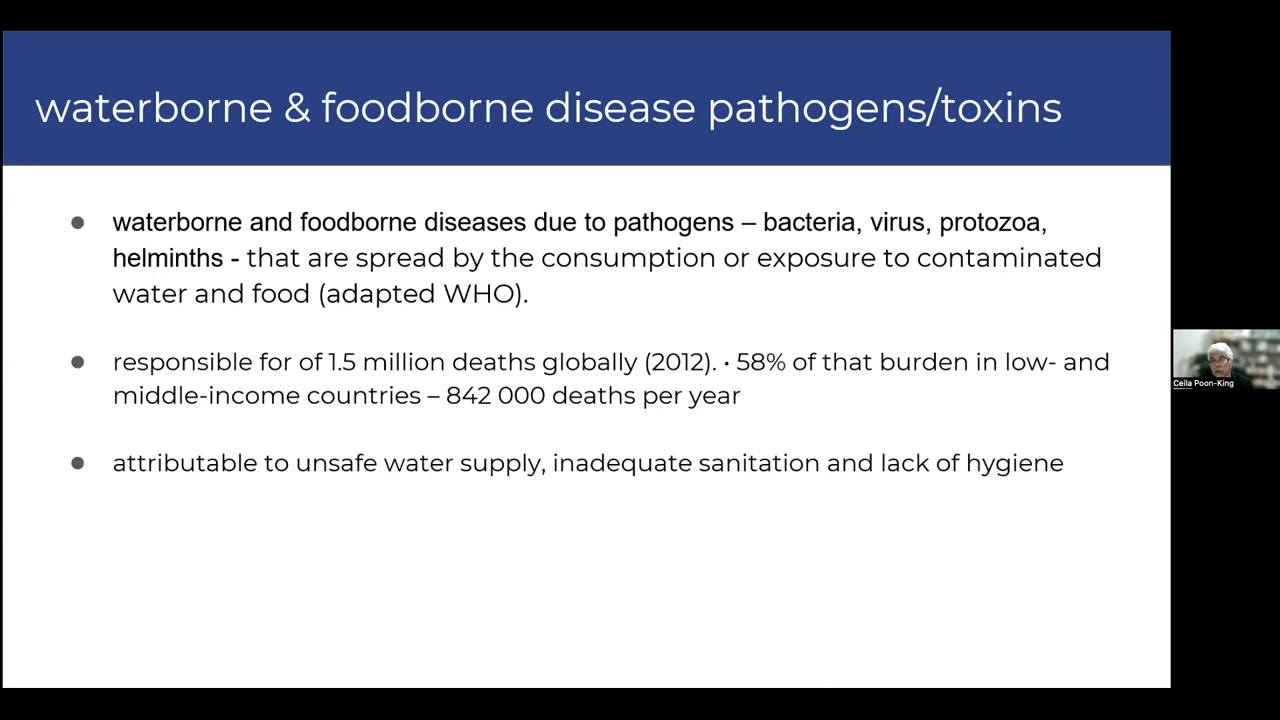 waterborne & foodborne disease pathogens/toxins
● waterborne and foodborne diseases due to pathogens – bacteria, virus, protozoa,
helminths - that are spread by the consumption or exposure to contaminated
water and food (adapted WHO).
● responsible for of 1.5 million deaths globally (2012). • 58% of that burden in low- and
middle-income countries – 842 000 deaths per year
● attributable to unsafe water supply, inadequate sanitation and lack of hygiene
Ceila Poon-King